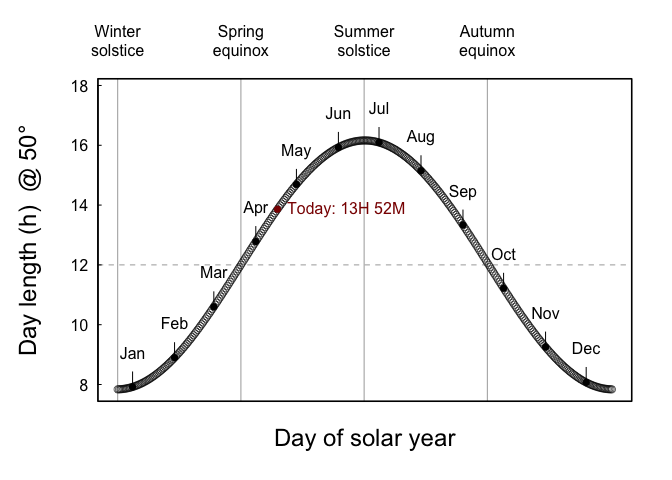 Winter
solstice
Spring
equinox
Summer
solstice
Autumn
equinox
18
16
14
12
10
8
Day length (h)  @ 50°
Jan
Feb
Mar
Apr
May
Jun
Jul
Aug
Sep
Oct
Nov
Dec
Today: 13H 52M
Day of solar year